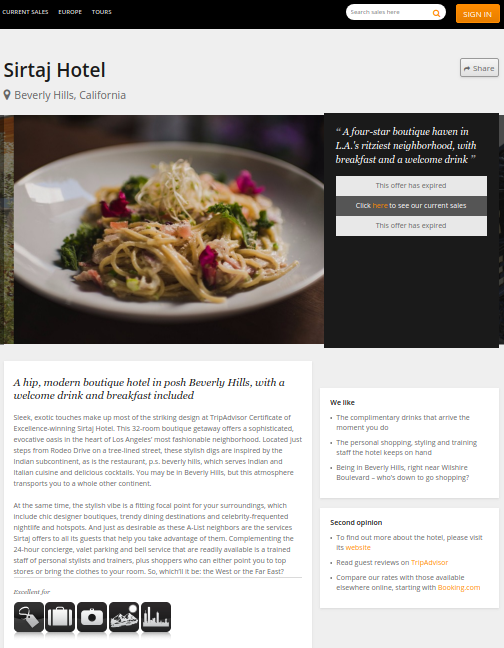 CURRENT SALES EUROPE TOURS
Search sales here
SIGN IN
Sirtaj Hotel
Share
Beverly Hills, California
“ A four-star boutique haven in
L.A.'s ritziest neighborhood, with
breakfast and a welcome drink ”
This offer has expired
Click here to see our current sales
This offer has expired
A hip, modern boutique hotel in posh Beverly Hills, with a
welcome drink and breakfast included
Sleek, exotic touches make up most of the striking design at TripAdvisor Certificate of
Excellence-winning Sirtaj Hotel. This 32-room boutique getaway offers a sophisticated,
evocative oasis in the heart of Los Angeles' most fashionable neighborhood. Located just
steps from Rodeo Drive on a tree-lined street, these stylish digs are inspired by the
Indian subcontinent, as is the restaurant, p.s. beverly hills, which serves Indian and
Italian cuisine and delicious cocktails. You may be in Beverly Hills, but this atmosphere
transports you to a whole other continent.
At the same time, the stylish vibe is a fitting focal point for your surroundings, which
include chic designer boutiques, trendy dining destinations and celebrity-frequented
nightlife and hotspots. And just as desirable as these A-List neighbors are the services
Sirtaj offers to all its guests that help you take advantage of them. Complementing the
24-hour concierge, valet parking and bell service that are readily available is a trained
staff of personal stylists and trainers, plus shoppers who can either point you to top
stores or bring the clothes to your room. So, which'll it be: the West or the Far East?
Excellent for
We like
• The complimentary drinks that arrive the
moment you do
• The personal shopping, styling and training
staff the hotel keeps on hand
• Being in Beverly Hills, right near Wilshire
Boulevard – who's down to go shopping?
Second opinion
• To find out more about the hotel, please visit
its website
• Read guest reviews on TripAdvisor
• Compare our rates with those available
elsewhere online, starting with Booking.com